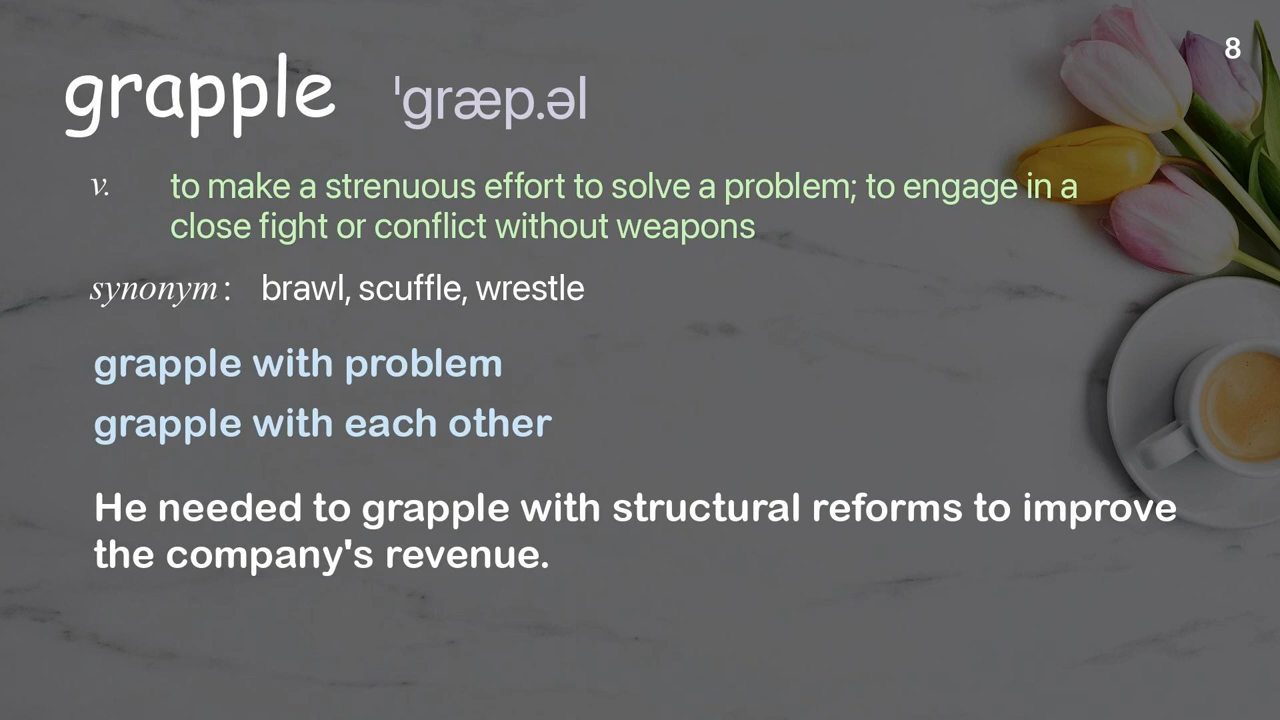 8
grapple ˈɡræp.əl
v. to make a strenuous effort to solve a problem; to engage in a
close fight or conflict without weapons
synonym : brawl, scuffle, wrestle
grapple with problem
grapple with each other
He needed to grapple with structural reforms to improve
the company's revenue.